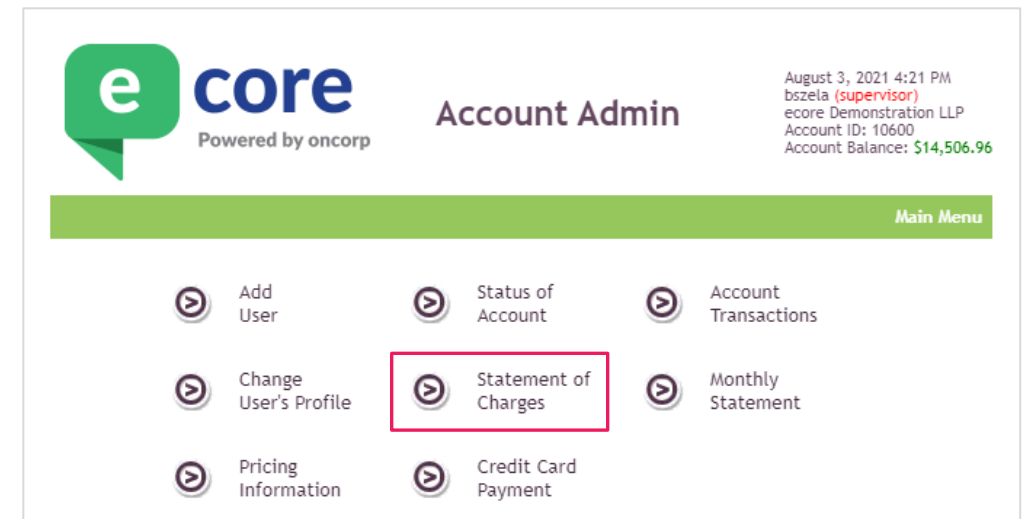 e core
Powered by oncorp
Account Admin
August 3, 2021 4:21 PM
bszela (supervisor)
ecore Demonstration LLP
Account ID: 10600
Account Balance: $14,506.96
Main Menu
Add
User
Status of
Account
Account
Transactions
Change
User's Profile
Statement of
Charges
Monthly
Statement
Pricing
Information
Credit Card
Payment